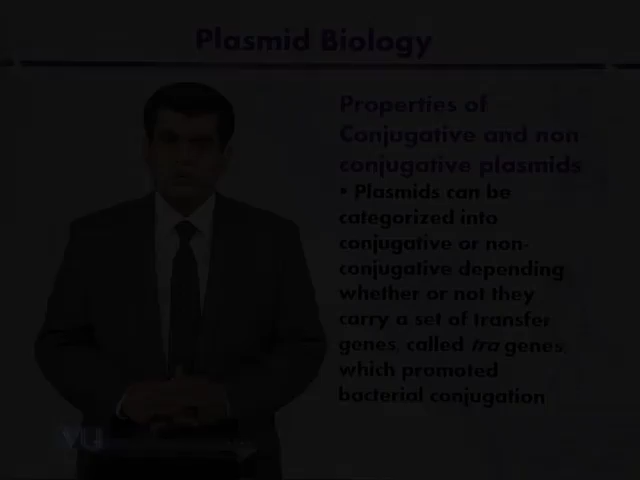 Plasmid Biology
Properties of
Conjugative and non
conjugative plasmids
• Plasmids can be
categorized into
conjugative or non-
conjugative depending
whether or not they
carry a set of transfer
genes, called tra genes,
which promoted
bacterial conjugation
vu